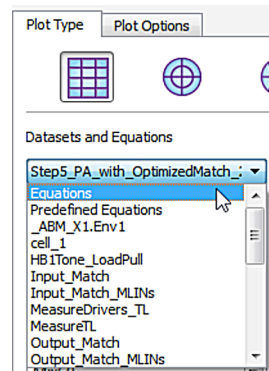 Plot Type Plot Options
Datasets and Equations
Step5_PA_with_OptimizedMatch_
Equations
Predefined Equations
_ABM_X1.Env1
cell_1
HB1Tone_LoadPull
Input_Match
Input_Match_MLINs
MeasureDrivers_TL
MeasureTL
Output_Match
Output_Match_MLINs